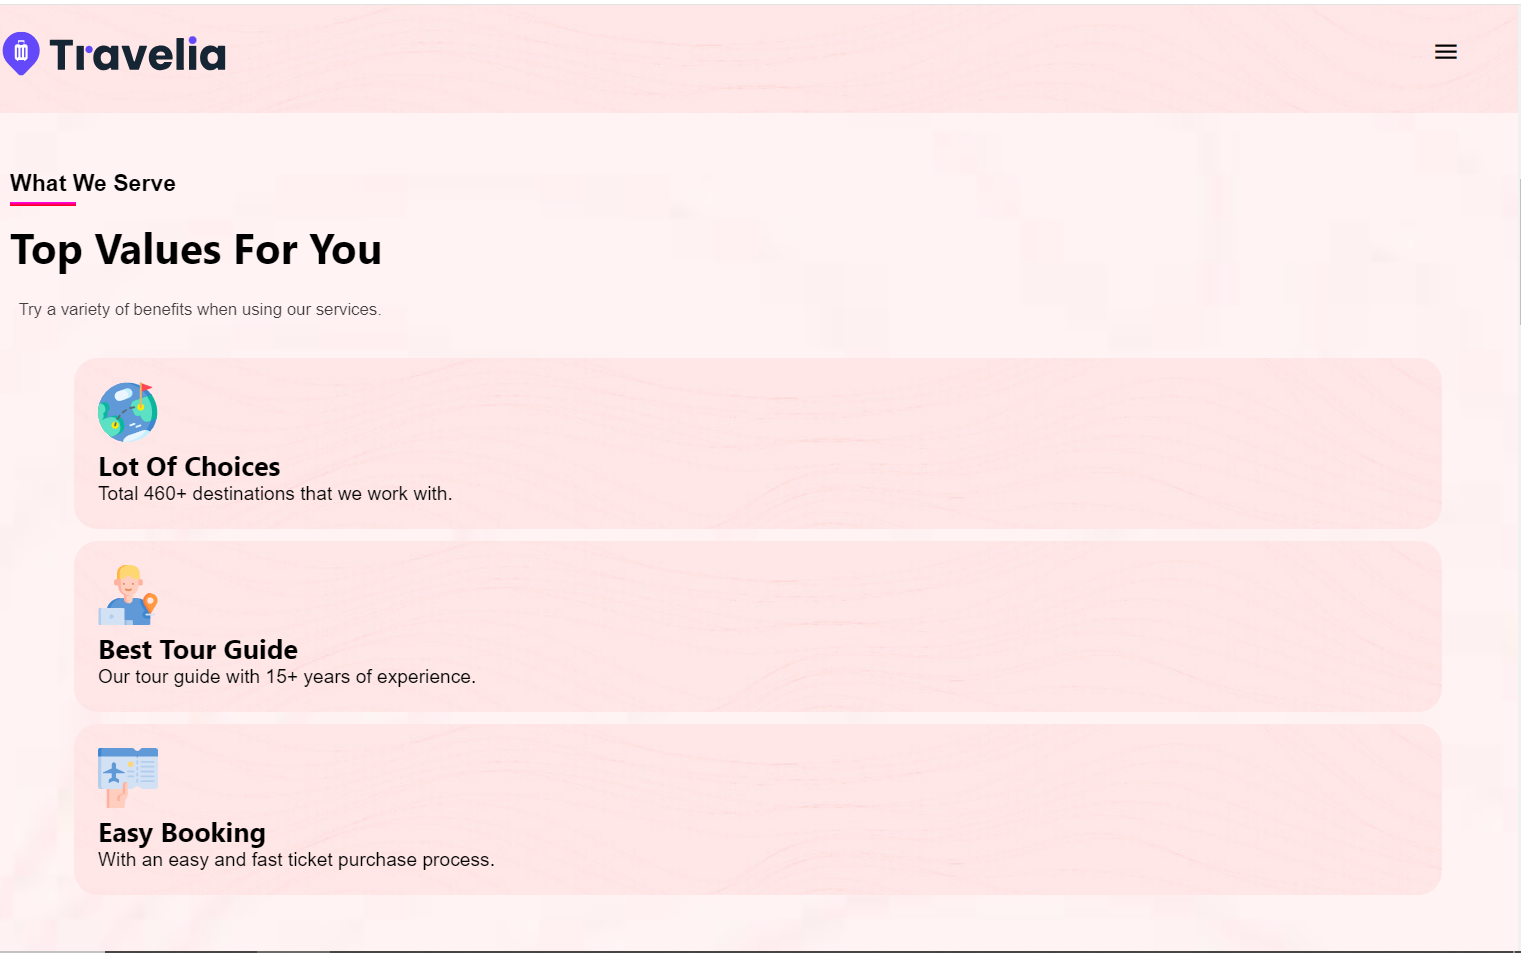 Travelia
What We Serve
Top Values For You
Try a variety of benefits when using our services.
Lot Of Choices
Total 460+ destinations that we work with.
Best Tour Guide
Our tour guide with 15+ years of experience.
Easy Booking
With an easy and fast ticket purchase process.